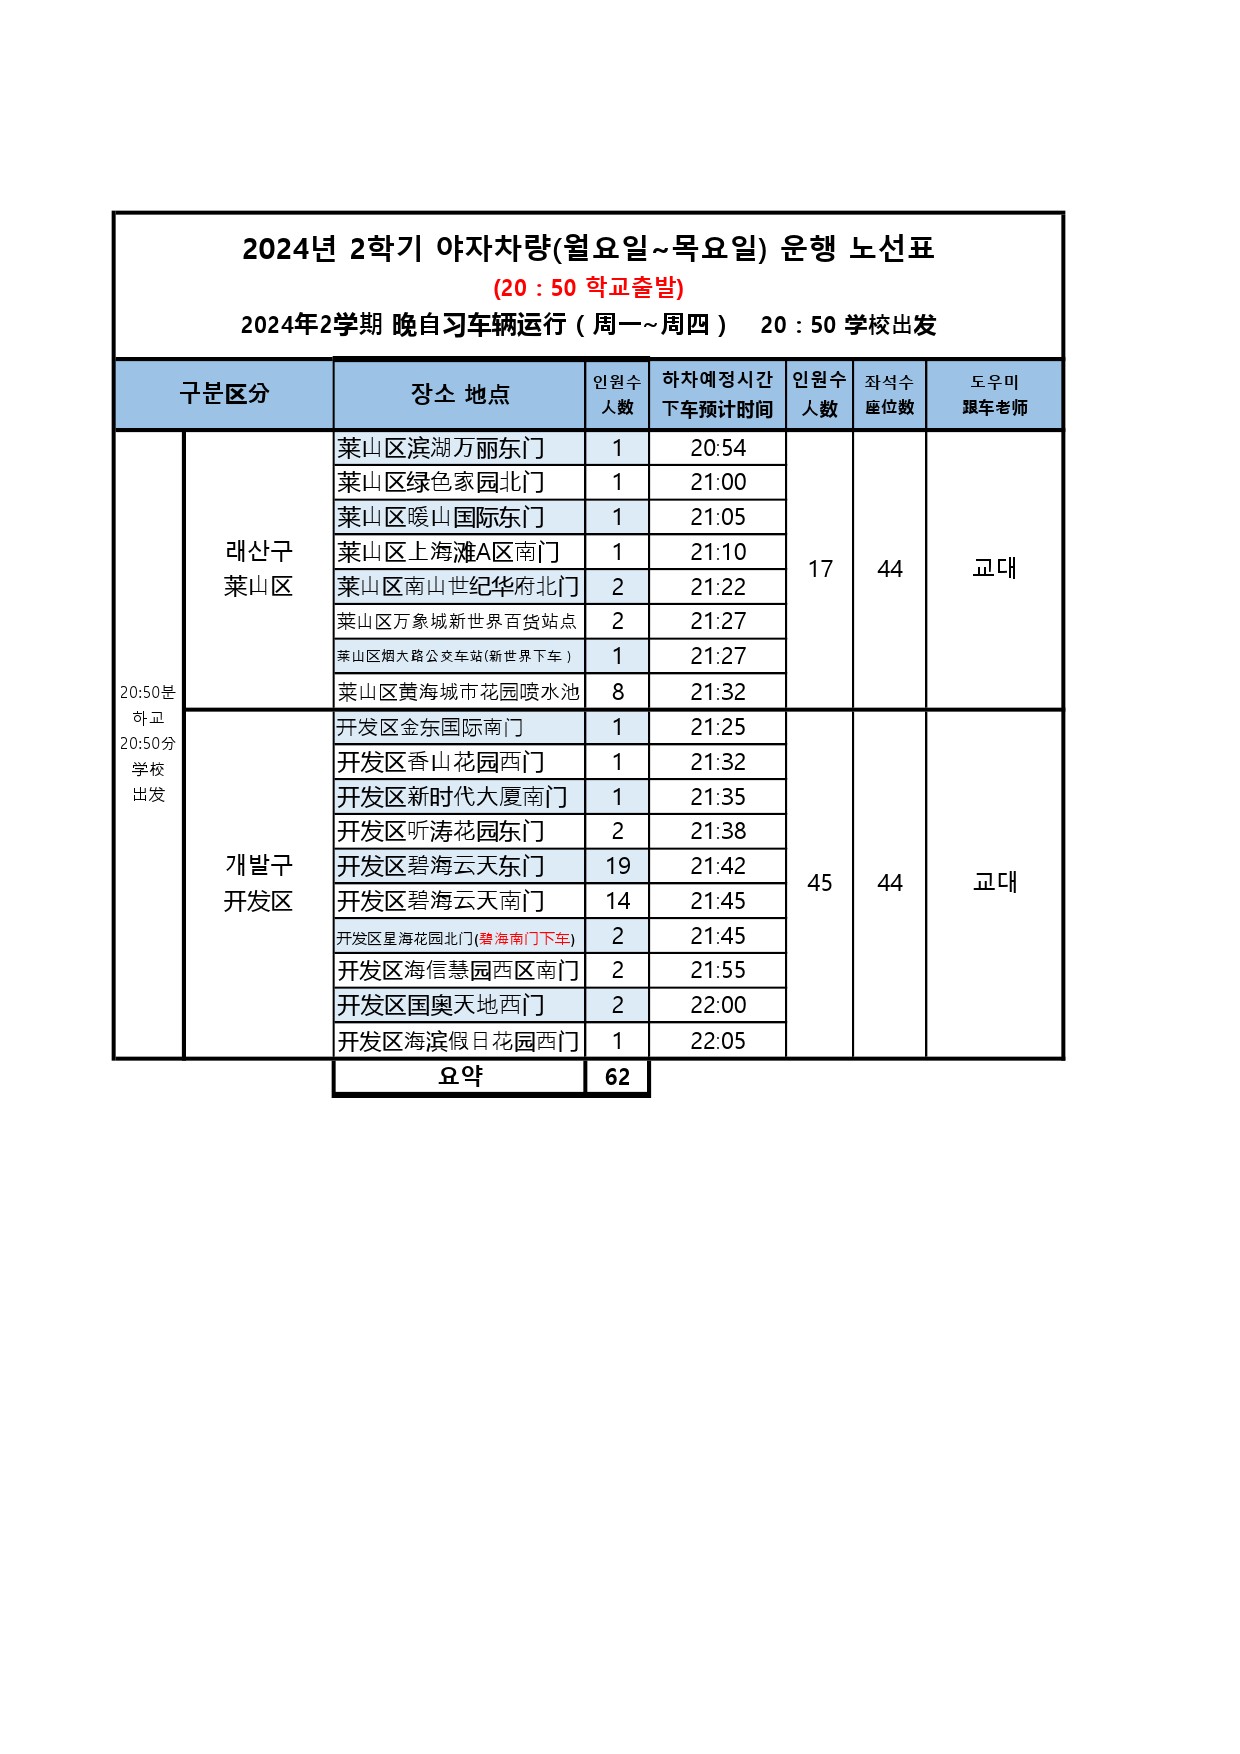 2024년 2학기 야자차량(월요일~목요일) 운행 노선표
(20：50 학교출발)
2024年2学期 晚自习车辆运行（周一~周四） 20：50 学校出发
구분区分 장소 地点 인원수 人数 하차예정시간 下车预计时间 인원수 人数 좌석수 座位数 도우미 跟车老师
20:50분
하교
20:50分
学校
出发
래산구
莱山区
莱山区滨湖万丽东门 1 20:54
莱山区绿色家园北门 1 21:00
莱山区暖山国际东门 1 21:05
莱山区上海滩A区南门 1 21:10
莱山区南山世纪华府北门 2 21:22
莱山区万象城新世界百货站点 2 21:27
莱山区烟大路公交车站(新世界下车） 1 21:27
莱山区黄海城市花园喷水池 8 21:32
17 44 교대
개발구
开发区
开发区金东国际南门 1 21:25
开发区香山花园西门 1 21:32
开发区新时代大厦南门 1 21:35
开发区听涛花园东门 2 21:38
开发区碧海云天东门 19 21:42
开发区碧海云天南门 14 21:45
开发区星海花园北门(碧海南门下车) 2 21:45
开发区海信慧园西区南门 2 21:55
开发区国奥天地西门 2 22:00
开发区海滨假日花园西门 1 22:05
45 44 교대
요약 62